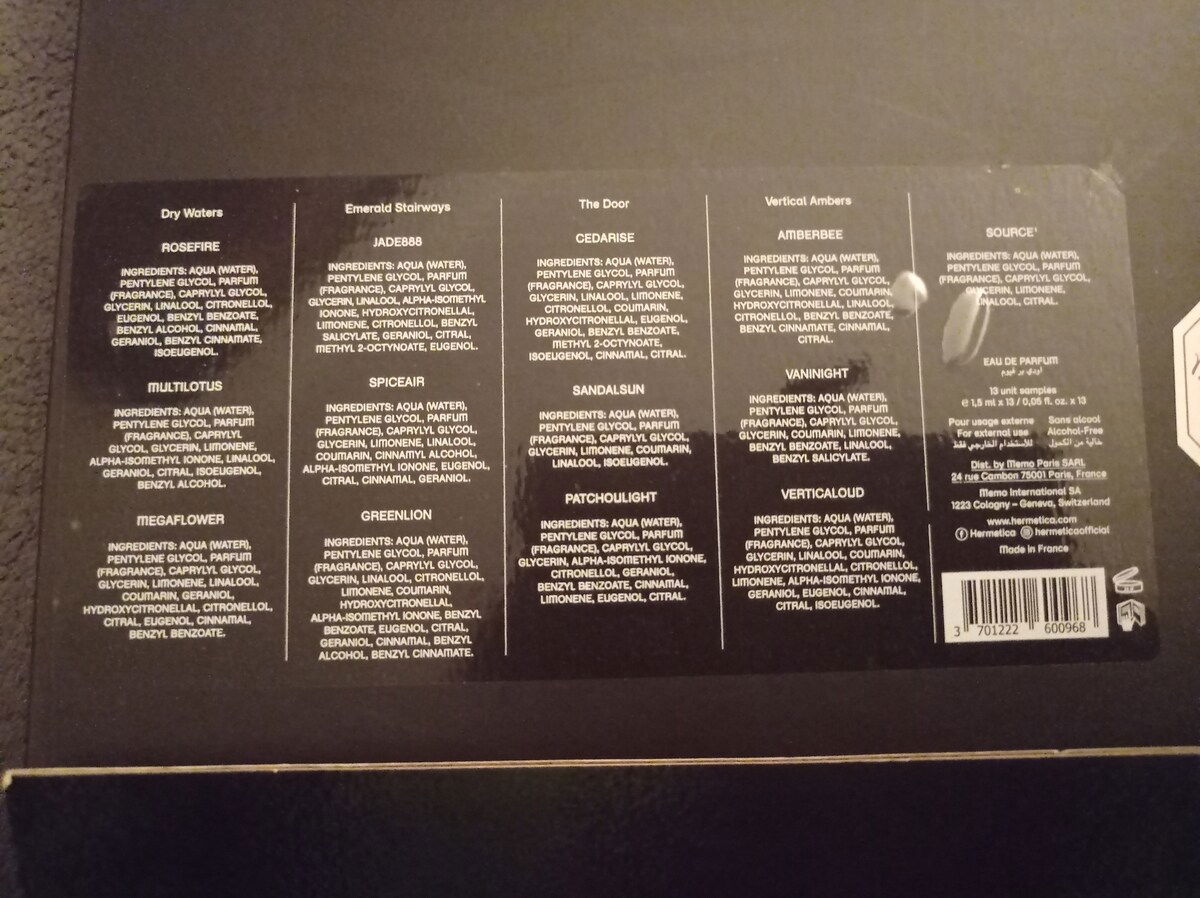 Dry Waters
ROSEFIRE
INGREDIENTS: AQUA (WATER),
PENTYLENE GLYCOL, PARFUM
(FRAGRANCE), CAPRYLYL GLYCOL,
GLYCERIN, LINALOOL, CITRONELLOL,
EUGENOL, BENZYL BENZOATE,
BENZYL ALCOHOL, CINNAMAL,
GERANIOL, BENZYL CINNAMATE,
ISOEUGENOL.
MULTILOTUS
INGREDIENTS: AQUA (WATER),
PENTYLENE GLYCOL, PARFUM
(FRAGRANCE), CAPRYLYL
GLYCOL, GLYCERIN, LIMONENE,
ALPHA-ISOMETHYL IONONE, LINALOOL,
GERANIOL, CITRAL, ISOEUGENOL,
BENZYL ALCOHOL.
MEGAFLOWER
INGREDIENTS: AQUA (WATER),
PENTYLENE GLYCOL, PARFUM
(FRAGRANCE), CAPRYLYL GLYCOL,
GLYCERIN, LIMONENE, LINALOOL,
COUMARIN, GERANIOL,
HYDROXYCITRONELLAL, CITRONELLOL,
CITRAL, EUGENOL, CINNAMAL,
BENZYL BENZOATE.
Emerald Stairways
JADE888
INGREDIENTS: AQUA (WATER),
PENTYLENE GLYCOL, PARFUM
(FRAGRANCE), CAPRYLYL GLYCOL,
GLYCERIN, LINALOOL, ALPHA-ISOMETHYL
IONONE, HYDROXYCITRONELLAL,
LIMONENE, CITRONELLOL, BENZYL
SALICYLATE, GERANIOL, CITRAL,
METHYL 2-OCTYNOATE, EUGENOL.
SPICEAIR
INGREDIENTS: AQUA (WATER),
PENTYLENE GLYCOL, PARFUM
(FRAGRANCE), CAPRYLYL GLYCOL,
GLYCERIN, LIMONENE, LINALOOL,
COUMARIN, CINNAMYL ALCOHOL,
ALPHA-ISOMETHYL IONONE, EUGENOL,
CITRAL, CINNAMAL, GERANIOL.
GREENLION
INGREDIENTS: AQUA (WATER),
PENTYLENE GLYCOL, PARFUM
(FRAGRANCE), CAPRYLYL GLYCOL,
GLYCERIN, LINALOOL, CITRONELLOL,
LIMONENE, COUMARIN,
HYDROXYCITRONELLAL
ALPHA-ISOMETHYL IONONE, BENZYL
BENZOATE, EUGENOL, CITRAL,
GERANIOL, CINNAMAL, BENZYL
ALCOHOL, BENZYL CINNAMATE.
The Door
CEDARISE
INGREDIENTS: AQUA (WATER),
PENTYLENE GLYCOL, PARFUM
(FRAGRANCE), CAPRYLYL GLYCOL,
GLYCERIN, LINALOOL, LIMONENE,
CITRONELLOL, COUMARIN,
HYDROXYCITRONELLAL, EUGENOL,
GERANIOL, BENZYL BENZOATE,
METHYL 2-OCTYNOATE,
ISOEUGENOL, CINNAMAL, CITRAL.
SANDALSUN
INGREDIENTS: AQUA (WATER),
PENTYLENE GLYCOL, PARFUM
(FRAGRANCE), CAPRYLYL GLYCOL,
GLYCERIN, LIMONENE, COUMARIN,
LINALOOL, ISOEUGENOL.
PATCHOULIGHT
INGREDIENTS: AQUA (WATER),
PENTYLENE GLYCOL, PARFUM
(FRAGRANCE), CAPRYLYL GLYCOL,
GLYCERIN, ALPHA-ISOMETHYL IONONE,
CITRONELLOL, GERANIOL,
BENZYL BENZOATE, CINNAMAL,
LIMONENE, EUGENOL, CITRAL.
Vertical Ambers
AMBERBEE
INGREDIENTS: AQUA (WATER),
PENTYLENE GLYCOL, PARFUM
(FRAGRANCE), CAPRYLYL GLYCOL,
GLYCERIN, LIMONENE, COUMARIN,
HYDROXYCITRONELLAL, LINALOOL,
CITRONELLOL, BENZYL BENZOATE,
BENZYL CINNAMATE, CINNAMAL,
CITRAL.
VANINIGHT
INGREDIENTS: AQUA (WATER),
PENTYLENE GLYCOL, PARFUM
(FRAGRANCE), CAPRYLYL GLYCOL,
GLYCERIN, COUMARIN, LIMONENE,
BENZYL BENZOATE, LINALOOL,
BENZYL SALICYLATE.
VERTICALOUD
INGREDIENTS: AQUA (WATER),
PENTYLENE GLYCOL, PARFUM
(FRAGRANCE), CAPRYLYL GLYCOL,
GLYCERIN, LINALOOL, COUMARIN,
HYDROXYCITRONELLAL, CITRONELLOL,
LIMONENE, ALPHA-ISOMETHYL IONONE,
GERANIOL, EUGENOL, CINNAMAL,
CITRAL, ISOEUGENOL.
SOURCE¹
INGREDIENTS: AQUA (WATER),
PENTYLENE GLYCOL, PARFUM
(FRAGRANCE), CAPRYLYL GLYCOL,
GLYCERIN, LIMONENE,
LINALOOL, CITRAL.
EAU DE PARFUM
أودي بر فيوم
13 unit samples
e 1,5 ml x 13 / 0,05 fl. oz. x 13
Pour usage externe Sans alcool
For external use Alcohol-Free
للاستخدام الخارجي فقط خالية من الكحول
Dist. by Memo Paris SARL
24 rue Cambon 75001 Paris, France
Memo International SA
1223 Cologny – Geneva, Switzerland
www.hermetica.com
Hermetica hermeticaofficial
Made in France
3 701222 600968